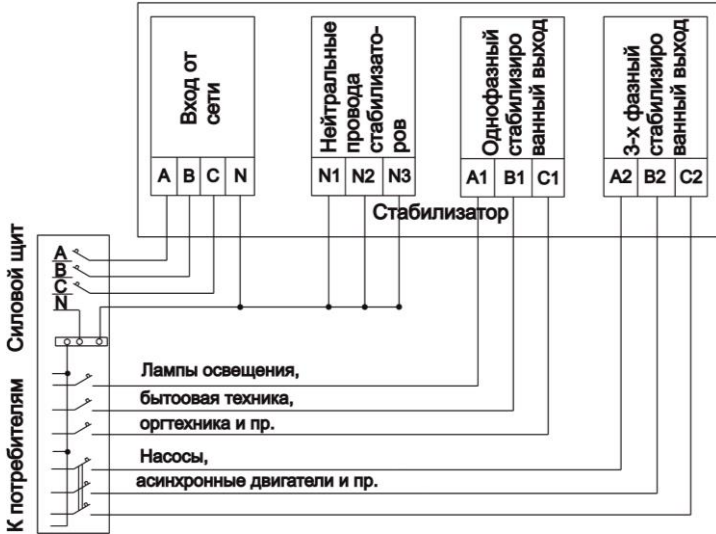 Вход от
сети
A B C N
Нейтральные
провода
стабилизато-
ров
N1 N2 N3
Однофазный
стабилизиро
ванный выход
A1 B1 C1
3-х фазный
стабилизиро
ванный выход
A2 B2 C2
Стабилизатор
Силовой щит
A
B
C
N
К потребителям
Лампы освещения,
бытоовая техника,
оргтехника и пр.
Насосы,
асинхронные двигатели и пр.